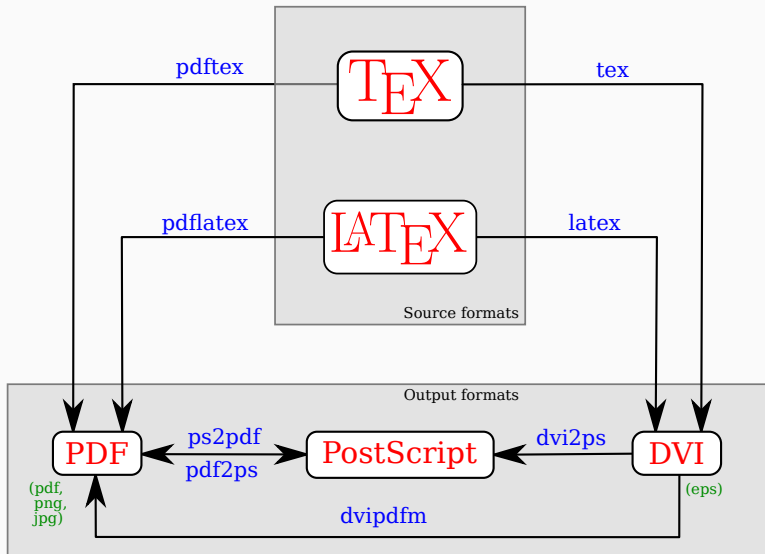 pdftex
TEX
tex
pdflatex
LATEX
latex
Source formats
Output formats
PDF
ps2pdf
pdf2ps
PostScript
dvi2ps
DVI
(pdf,
png,
jpg)
(eps)
dvipdfm